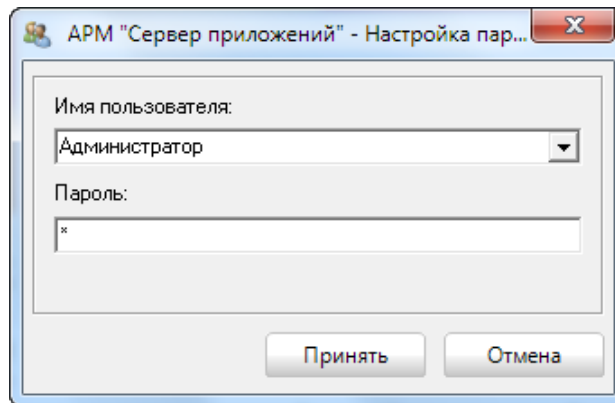 АРМ "Сервер приложений" - Настройка пар...
Имя пользователя:
Администратор
Пароль:
*
Принять
Отмена